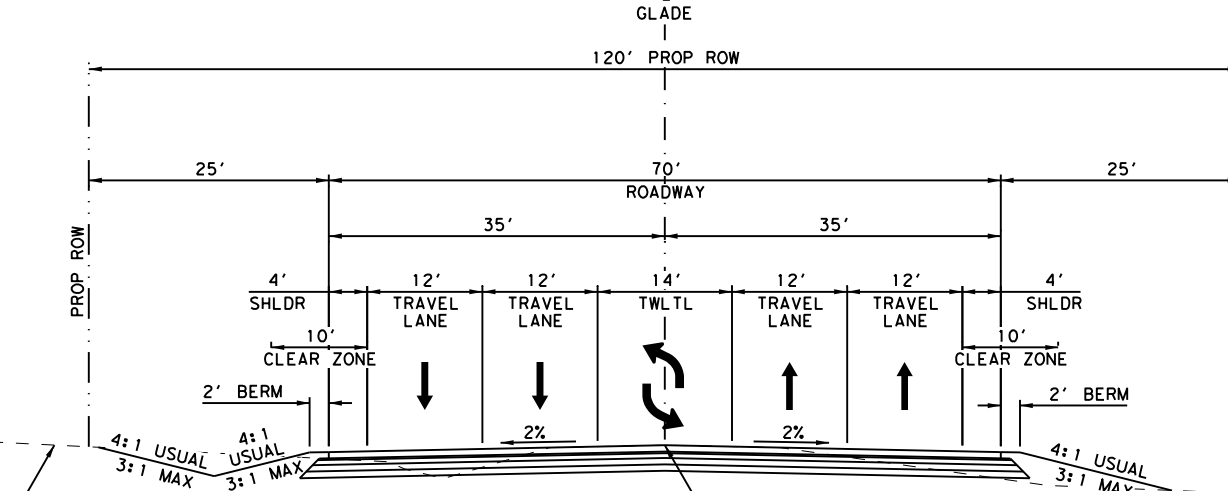 GLADE
120' PROP ROW
25'
70'
25'
ROADWAY
35'
35'
PROP ROW
4'
12'
12'
14'
12'
12'
4'
SHLDR
TRAVEL
LANE
TRAVEL
LANE
TWLTL
TRAVEL
LANE
TRAVEL
LANE
SHLDR
10'
CLEAR ZONE
10'
CLEAR ZONE
2' BERM
2' BERM
2%
2%
4:1 USUAL
3:1 MAX
4:1
USUAL
3:1 MAX
4:1 USUAL
3:1 MAX